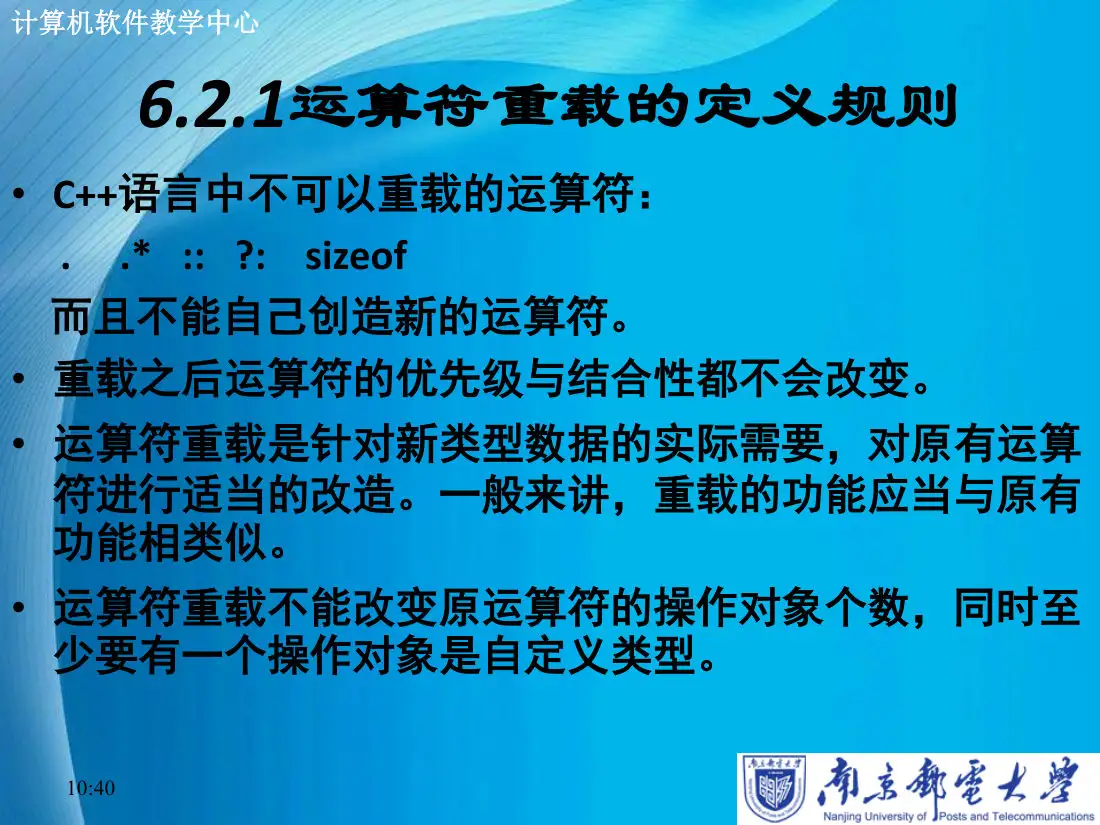 计算机软件教学中心
6.2.1运算符重载的定义规则
• C++语言中不可以重载的运算符：
. .* :: ?: sizeof
而且不能自己创造新的运算符。
• 重载之后运算符的优先级与结合性都不会改变。
• 运算符重载是针对新类型数据的实际需要，对原有运算
符进行适当的改造。一般来讲，重载的功能应当与原有
功能相类似。
• 运算符重载不能改变原运算符的操作对象个数，同时至
少要有一个操作对象是自定义类型。
10:40
南京郵電大學
Nanjing University of Posts and Telecommunications